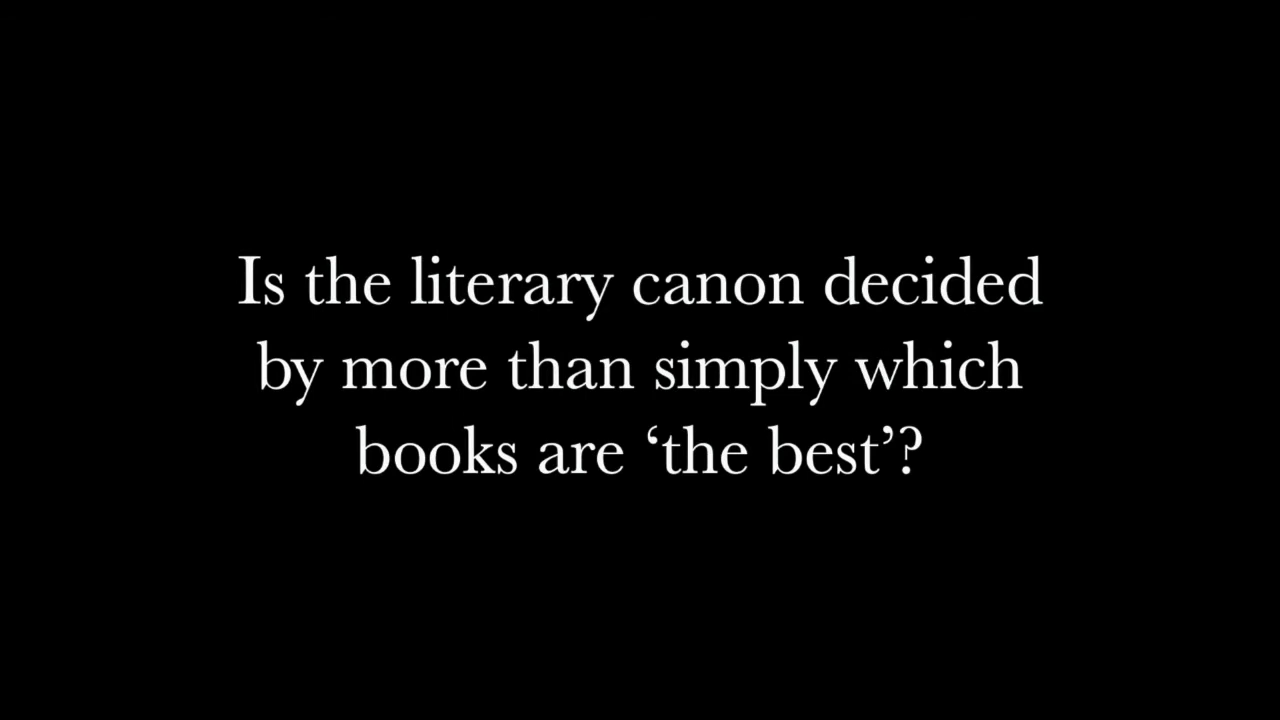 Is the literary canon decided
by more than simply which
books are ‘the best’?